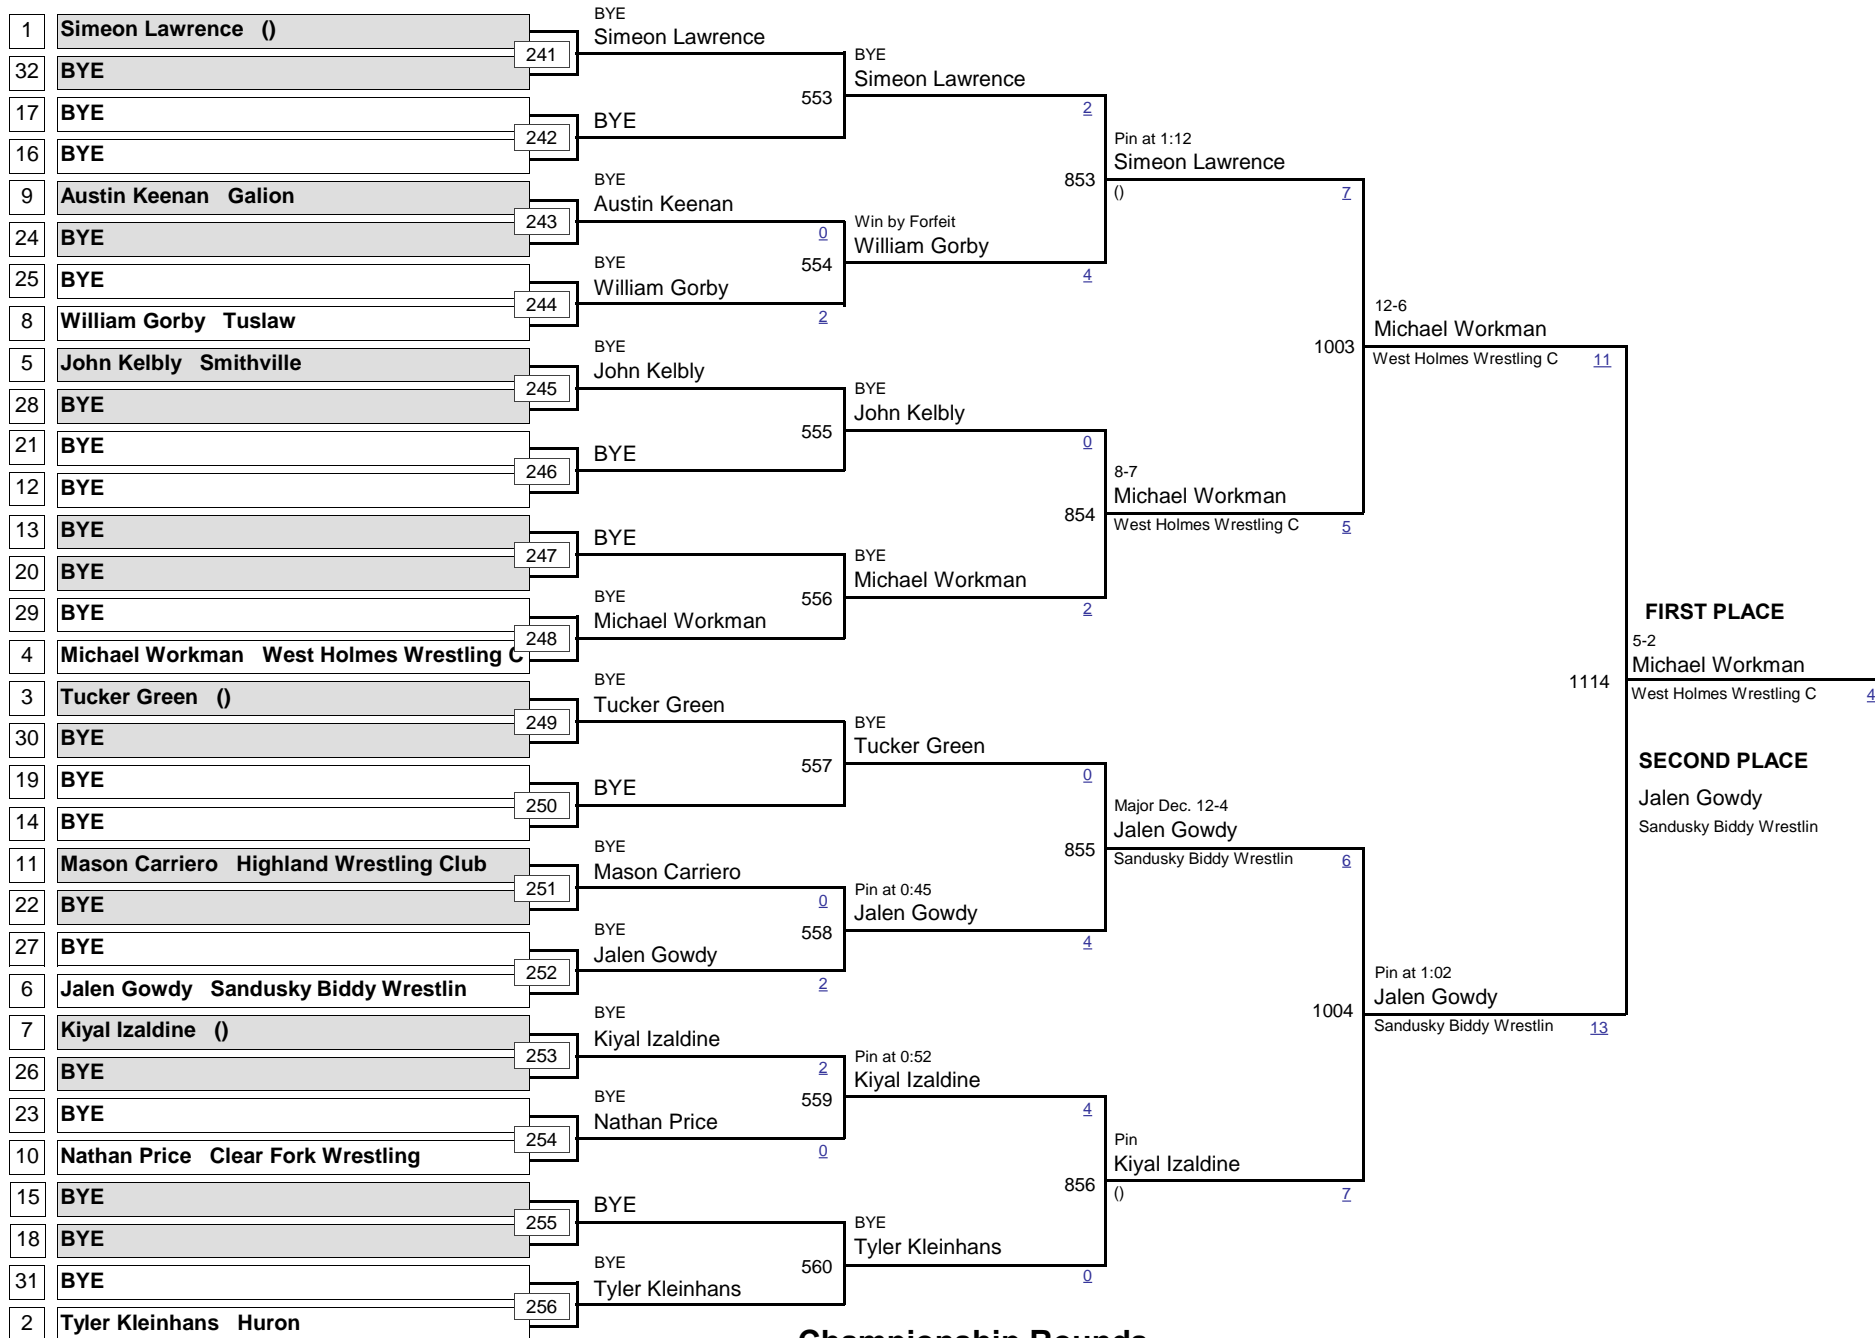 1 Simeon Lawrence ()
32 BYE
17 BYE
16 BYE
9 Austin Keenan Galion
24 BYE
25 BYE
8 William Gorby Tuslaw
5 John Kelbly Smithville
28 BYE
21 BYE
12 BYE
13 BYE
20 BYE
29 BYE
4 Michael Workman West Holmes Wrestling C
3 Tucker Green ()
30 BYE
19 BYE
14 BYE
11 Mason Carriero Highland Wrestling Club
22 BYE
27 BYE
6 Jalen Gowdy Sandusky Biddy Wrestlin
7 Kiyal Izaldine ()
26 BYE
23 BYE
10 Nathan Price Clear Fork Wrestling
15 BYE
18 BYE
31 BYE
2 Tyler Kleinhans Huron
241
242
243
244
245
246
247
248
249
250
251
252
253
254
255
256
BYE
Simeon Lawrence
BYE
BYE
Austin Keenan
0
BYE
William Gorby
2
BYE
John Kelbly
BYE
BYE
BYE
Michael Workman
BYE
Tucker Green
BYE
BYE
Mason Carriero
0
BYE
Jalen Gowdy
2
BYE
Kiyal Izaldine
2
BYE
Nathan Price
0
BYE
BYE
Tyler Kleinhans
553
554
555
556
557
558
559
560
BYE
Simeon Lawrence
2
Win by Forfeit
William Gorby
4
BYE
John Kelbly
0
BYE
Michael Workman
2
BYE
Tucker Green
0
Pin at 0:45
Jalen Gowdy
4
Pin at 0:52
Kiyal Izaldine
4
BYE
Tyler Kleinhans
0
853
854
855
856
Pin at 1:12
Simeon Lawrence
() 7
8-7
Michael Workman
West Holmes Wrestling C 5
Major Dec. 12-4
Jalen Gowdy
Sandusky Biddy Wrestlin 6
Pin
Kiyal Izaldine
() 7
1003
1004
12-6
Michael Workman
West Holmes Wrestling C 11
Pin at 1:02
Jalen Gowdy
Sandusky Biddy Wrestlin 13
1114
FIRST PLACE
5-2
Michael Workman
West Holmes Wrestling C 4
SECOND PLACE
Jalen Gowdy
Sandusky Biddy Wrestlin
Championship Rounds